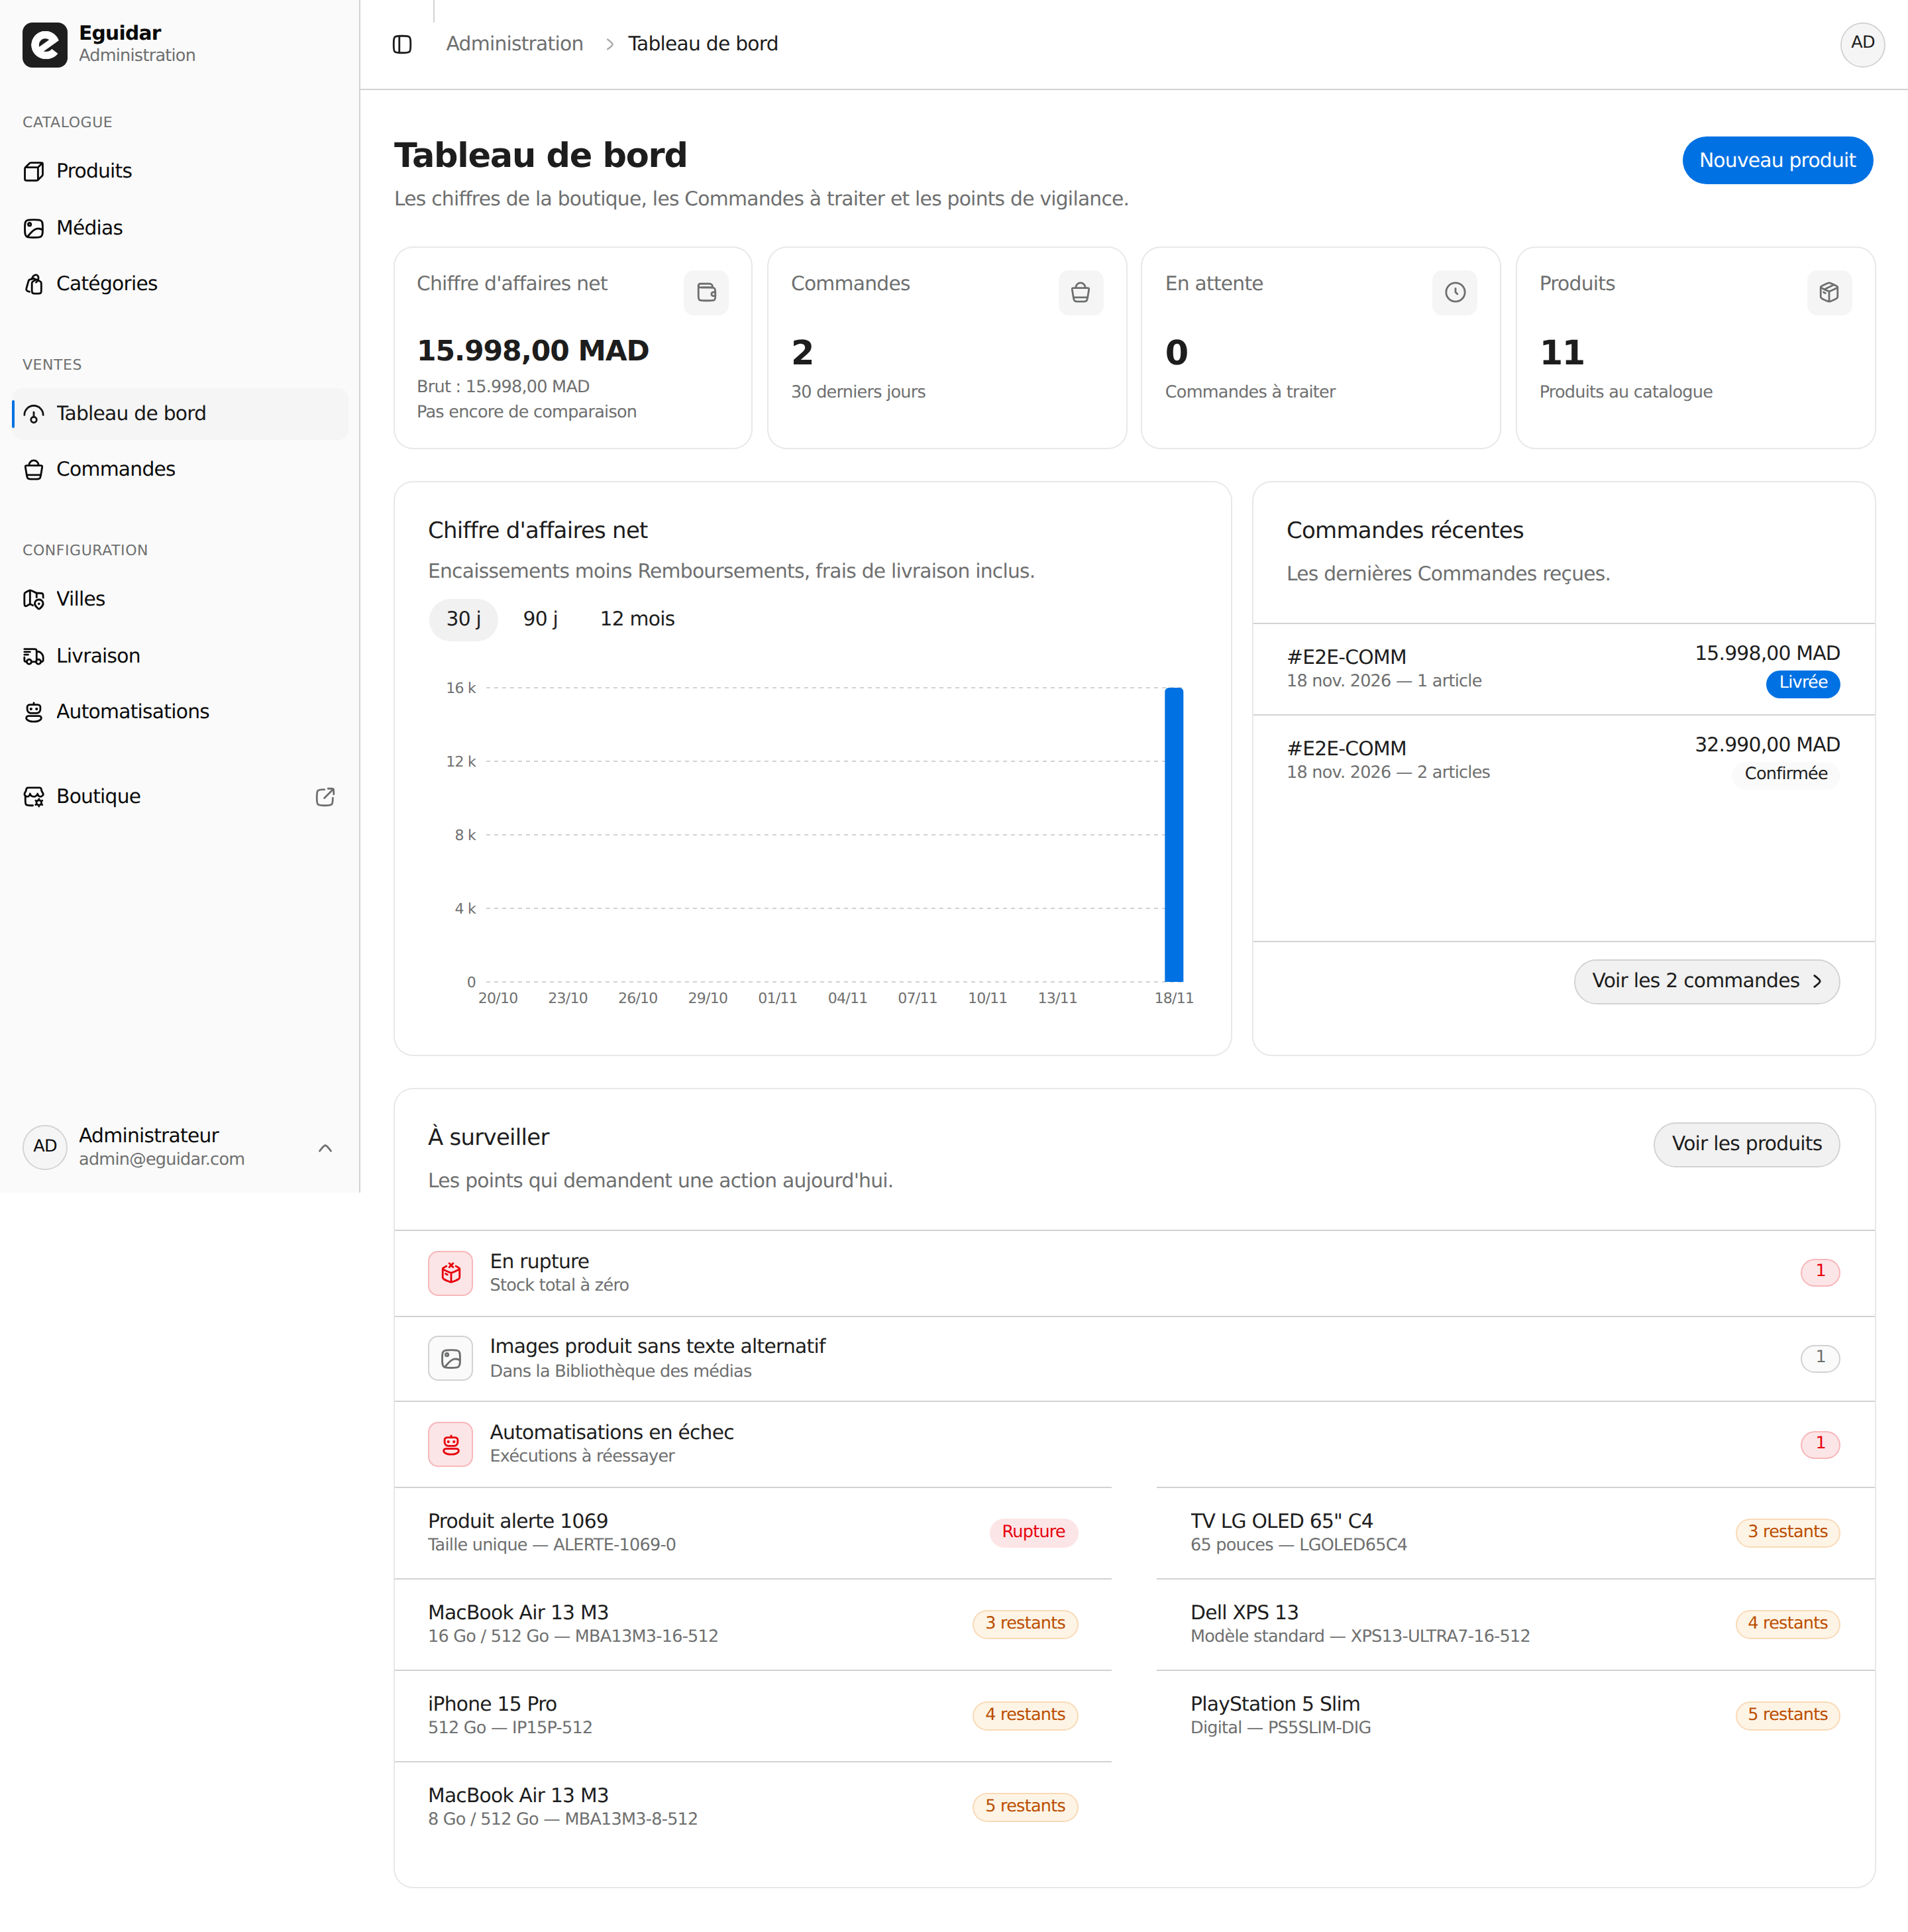 Eguidar
Administration
CATALOGUE
Produits
Médias
Catégories
VENTES
Tableau de bord
Commandes
CONFIGURATION
Villes
Livraison
Automatisations
Boutique
AD
Administrateur
admin@eguidar.com
Administration
Tableau de bord
AD
Tableau de bord
Les chiffres de la boutique, les Commandes à traiter et les points de vigilance.
Nouveau produit
Chiffre d'affaires net
15.998,00 MAD
Brut : 15.998,00 MAD
Pas encore de comparaison
Commandes
2
30 derniers jours
En attente
0
Commandes à traiter
Produits
11
Produits au catalogue
Chiffre d'affaires net
Encaissements moins Remboursements, frais de livraison inclus.
30 j 90 j 12 mois
16 k
12 k
8 k
4 k
0
20/10 23/10 26/10 29/10 01/11 04/11 07/11 10/11 13/11 18/11
Commandes récentes
Les dernières Commandes reçues.
#E2E-COMM
18 nov. 2026 — 1 article
15.998,00 MAD
Livrée
#E2E-COMM
18 nov. 2026 — 2 articles
32.990,00 MAD
Confirmée
Voir les 2 commandes
À surveiller
Les points qui demandent une action aujourd'hui.
Voir les produits
En rupture
Stock total à zéro
1
Images produit sans texte alternatif
Dans la Bibliothèque des médias
1
Automatisations en échec
Exécutions à réessayer
1
Produit alerte 1069
Taille unique — ALERTE-1069-0
Rupture
TV LG OLED 65" C4
65 pouces — LGOLED65C4
3 restants
MacBook Air 13 M3
16 Go / 512 Go — MBA13M3-16-512
3 restants
Dell XPS 13
Modèle standard — XPS13-ULTRA7-16-512
4 restants
iPhone 15 Pro
512 Go — IP15P-512
4 restants
PlayStation 5 Slim
Digital — PS5SLIM-DIG
5 restants
MacBook Air 13 M3
8 Go / 512 Go — MBA13M3-8-512
5 restants